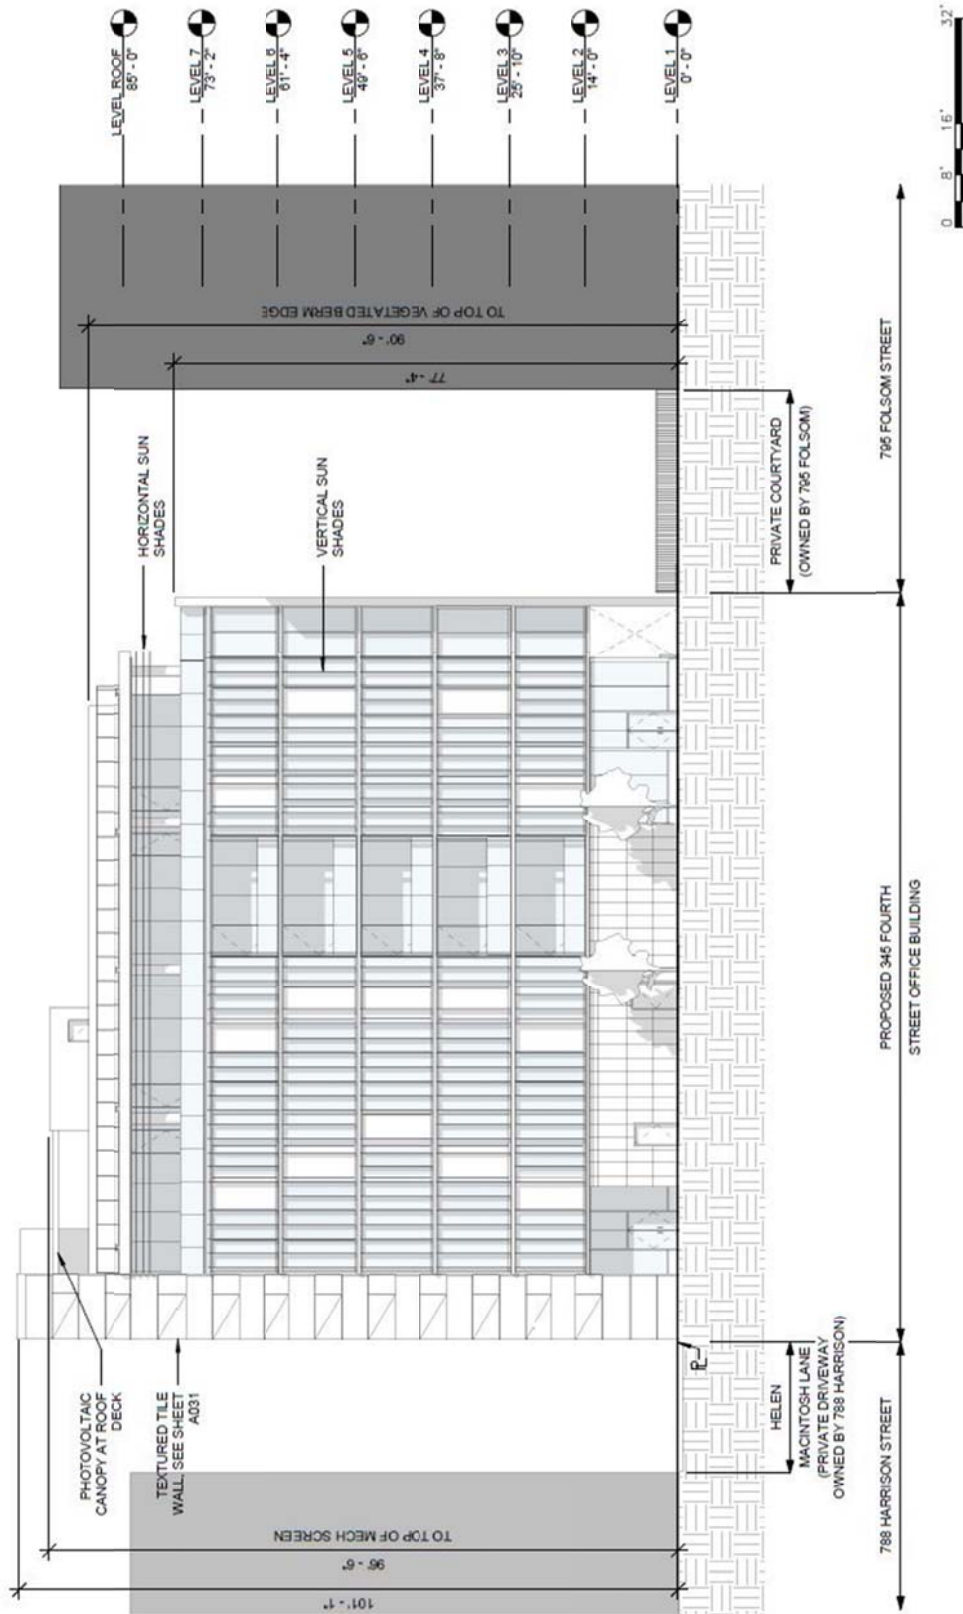 LEVEL ROOF
85' - 0"
LEVEL 7
73' - 2"
LEVEL 6
61' - 4"
LEVEL 5
49' - 6"
LEVEL 4
37' - 8"
LEVEL 3
25' - 10"
LEVEL 2
14' - 0"
LEVEL 1
0' - 0"
TO TOP OF VEGETATED BERM EDGE
90' - 6"
77' - 4"
HORIZONTAL SUN
SHADES
VERTICAL SUN
SHADES
PHOTOVOLTAIC
CANOPY AT ROOF
DECK
TEXTURED TILE
WALL, SEE SHEET
A031
TO TOP OF MECH SCREEN
96' - 6"
101' - 1"
PL
HELEN
MACINTOSH LANE
(PRIVATE DRIVEWAY
OWNED BY 788 HARRISON)
PRIVATE COURTYARD
(OWNED BY 795 FOLSOM)
788 HARRISON STREET
PROPOSED 345 FOURTH
STREET OFFICE BUILDING
795 FOLSOM STREET
0 8' 16' 32'